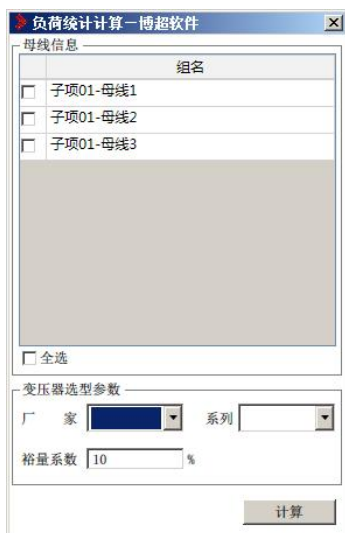 负荷统计计算－博超软件
母线信息
组名
子项01-母线1
子项01-母线2
子项01-母线3
全选
变压器选型参数
厂 家 系列
裕量系数 10 %
计算